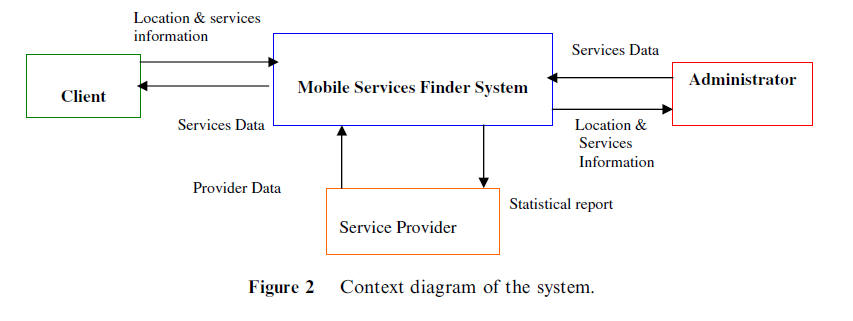 Location & services
information
Services Data
Client
Mobile Services Finder System
Administrator
Services Data
Location &
Services
Information
Provider Data
Statistical report
Service Provider
Figure 2 Context diagram of the system.